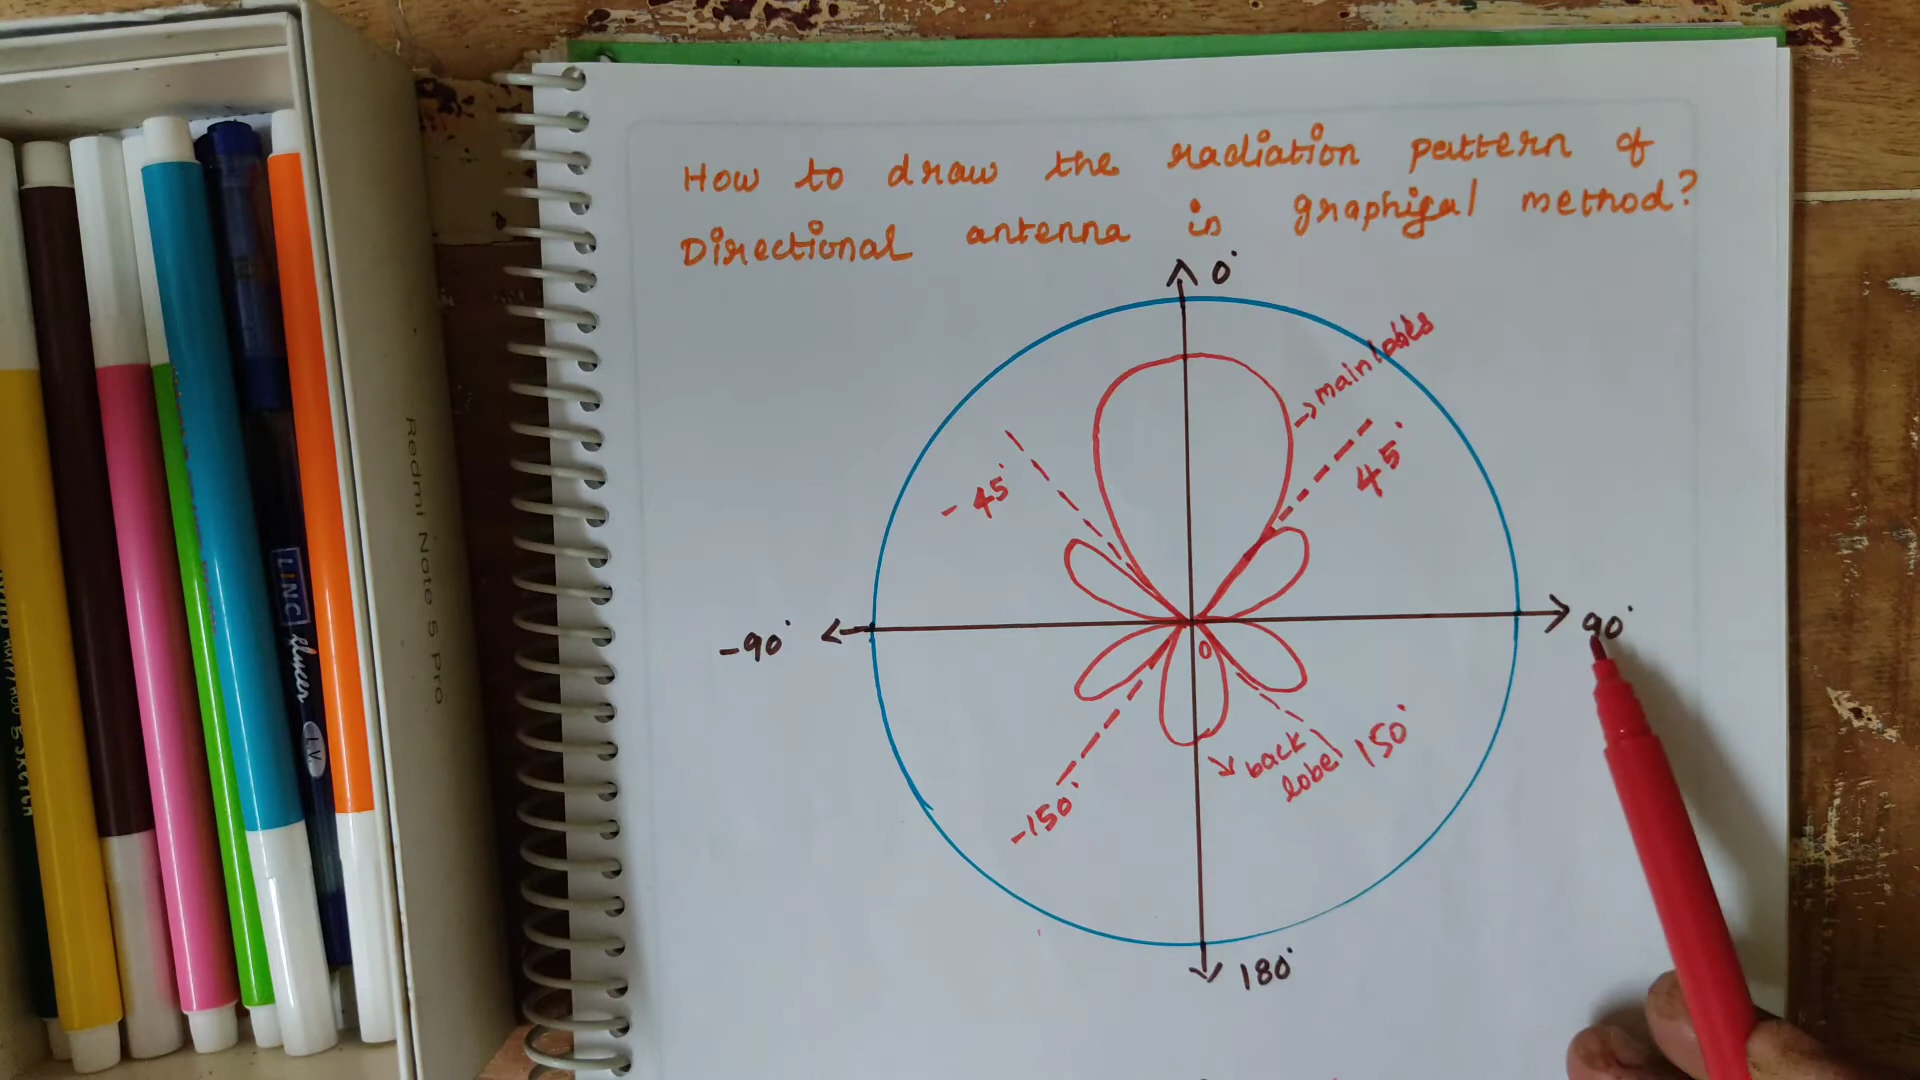 How to draw the radiation pattern of
Directional antenna in graphical method?
0°
main lobes
45°
-45°
90°
-90°
0
back
lobe
150°
-150°
180°
Redmi Note 5 Pro
LINC